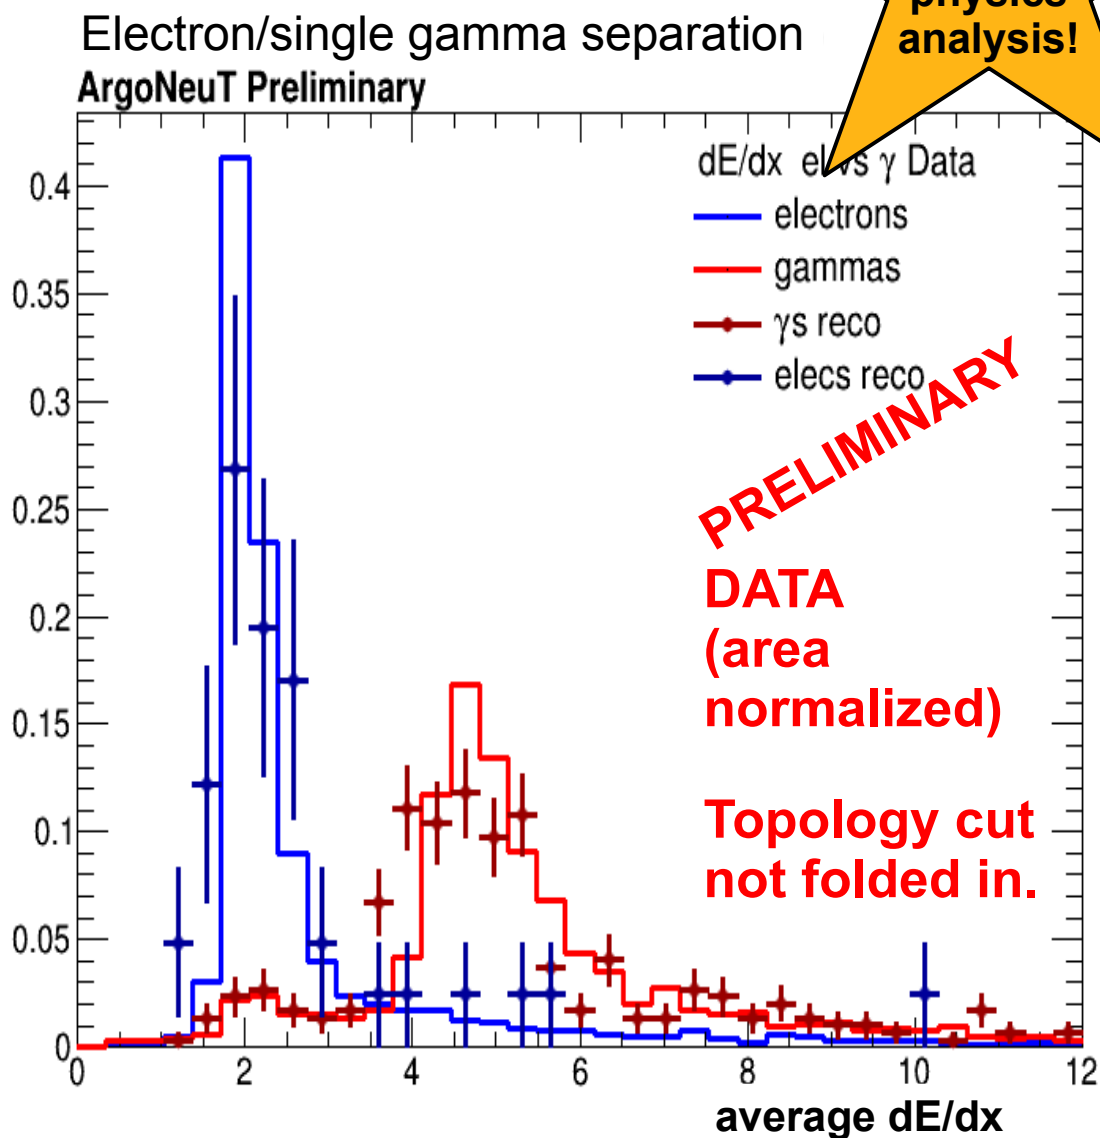 physics
analysis!
Electron/single gamma separation
ArgoNeuT Preliminary
dE/dx el vs γ Data
electrons
gammas
γs reco
elecs reco
PRELIMINARY
DATA
(area
normalized)
Topology cut
not folded in.
0.4
0.35
0.3
0.25
0.2
0.15
0.1
0.05
0
0 2 4 6 8 10 12
average dE/dx